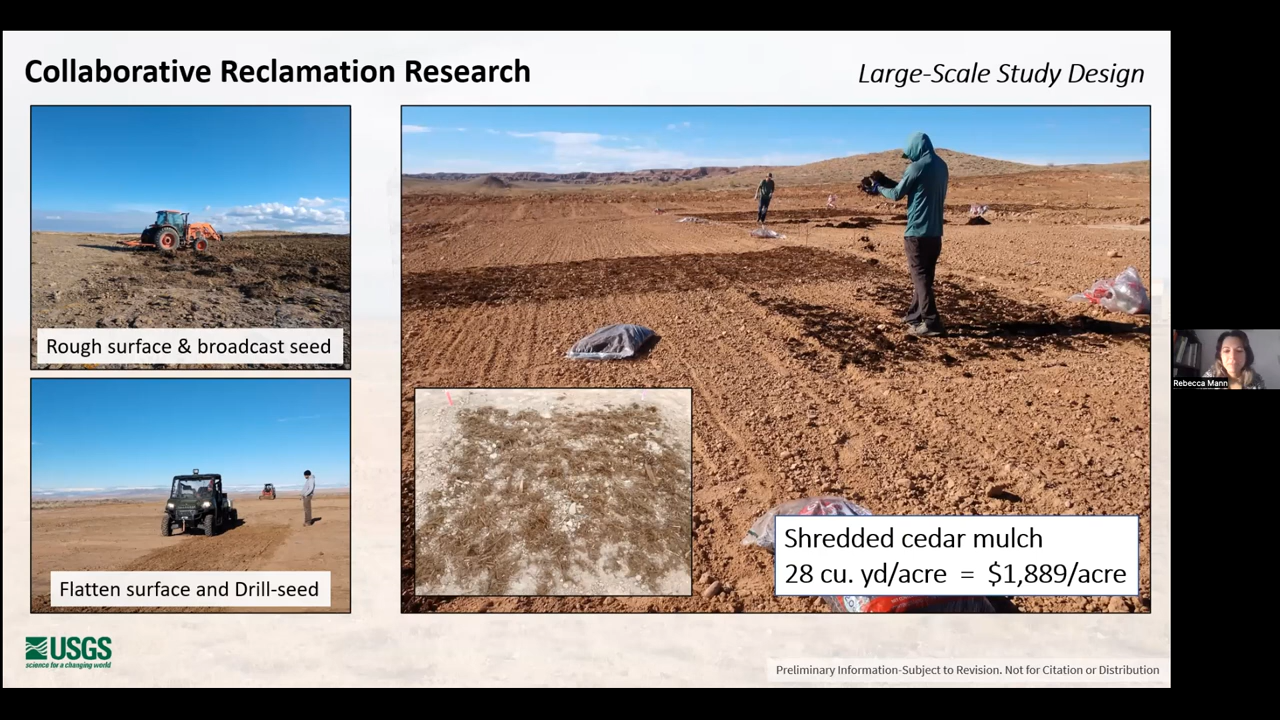 Collaborative Reclamation Research
Large-Scale Study Design
Rough surface & broadcast seed
Flatten surface and Drill-seed
Shredded cedar mulch
28 cu. yd/acre = $1,889/acre
USGS
science for a changing world
Preliminary Information-Subject to Revision. Not for Citation or Distribution
Rebecca Mann